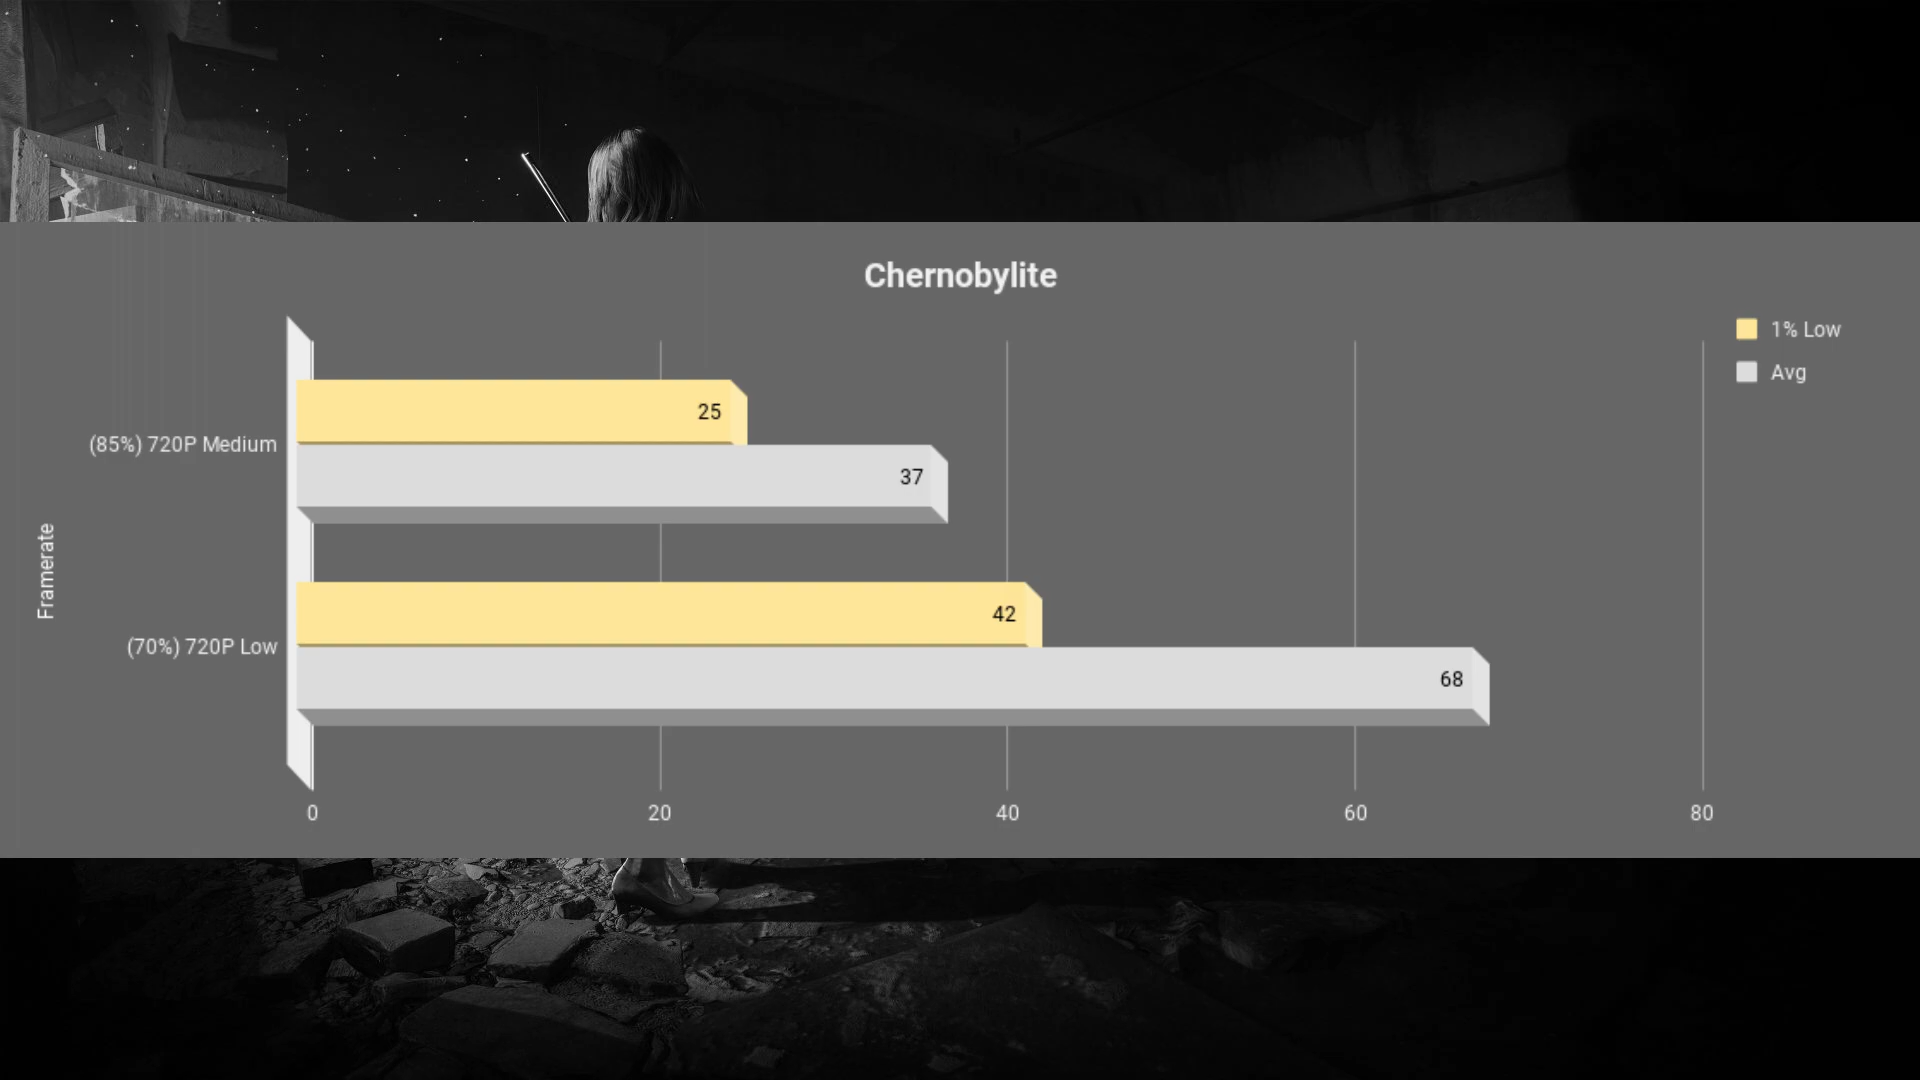 Chernobylite
1% Low
Avg
Framerate
(85%) 720P Medium
25
37
(70%) 720P Low
42
68
0 20 40 60 80